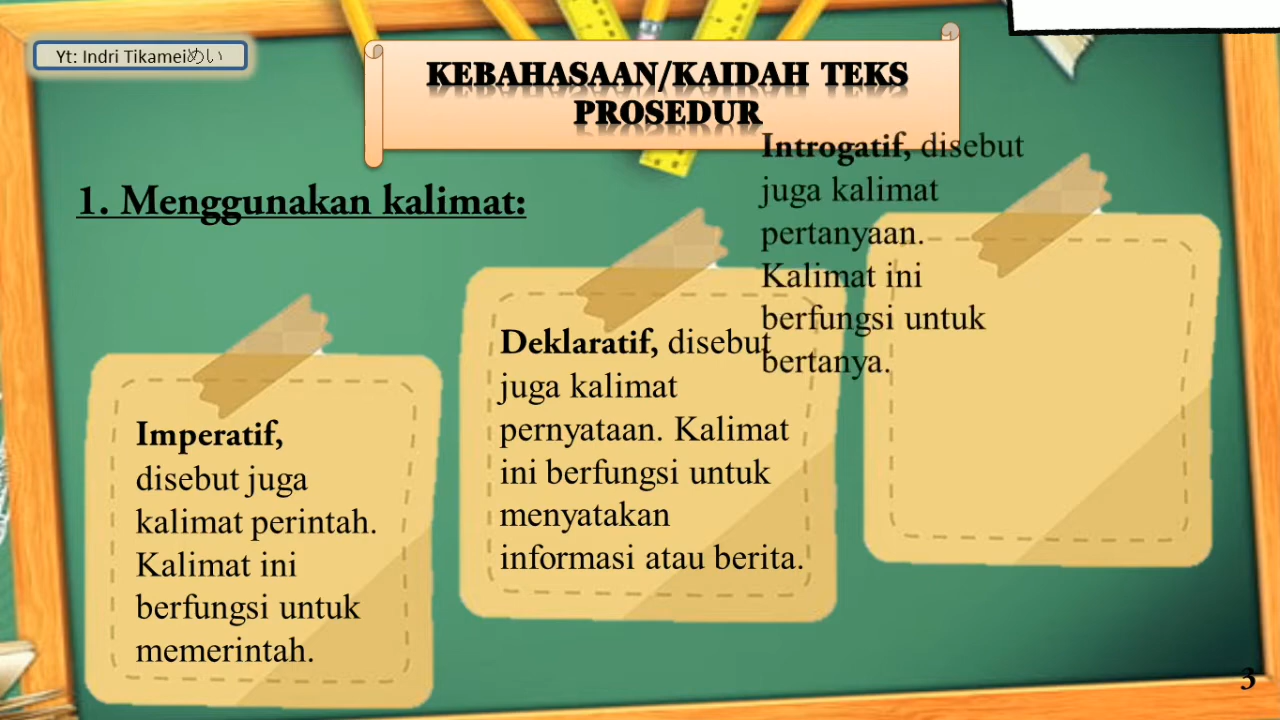 Yt: Indri Tikameiめい
KEBAHASAAN/KAIDAH TEKS
PROSEDUR
1. Menggunakan kalimat:
Imperatif,
disebut juga
kalimat perintah.
Kalimat ini
berfungsi untuk
memerintah.
Deklaratif, disebut
juga kalimat
pernyataan. Kalimat
ini berfungsi untuk
menyatakan
informasi atau berita.
Introgatif, disebut
juga kalimat
pertanyaan.
Kalimat ini
berfungsi untuk
bertanya.
3